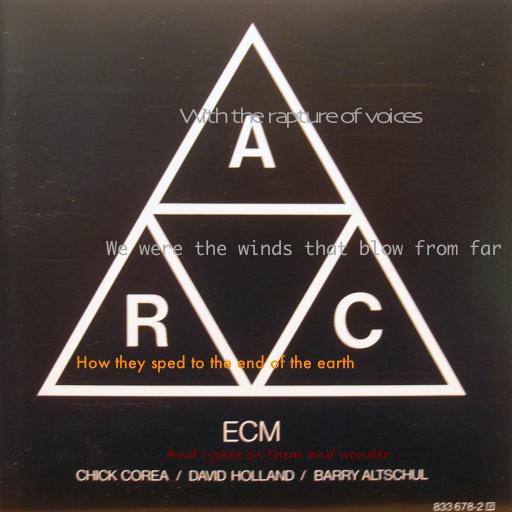 With the rapture of voices
A
We were the winds that blow from far
R
C
How they sped to the end of the earth
ECM
And I gaze on them and wonder
CHICK COREA / DAVID HOLLAND / BARRY ALTSCHUL
833 678-2